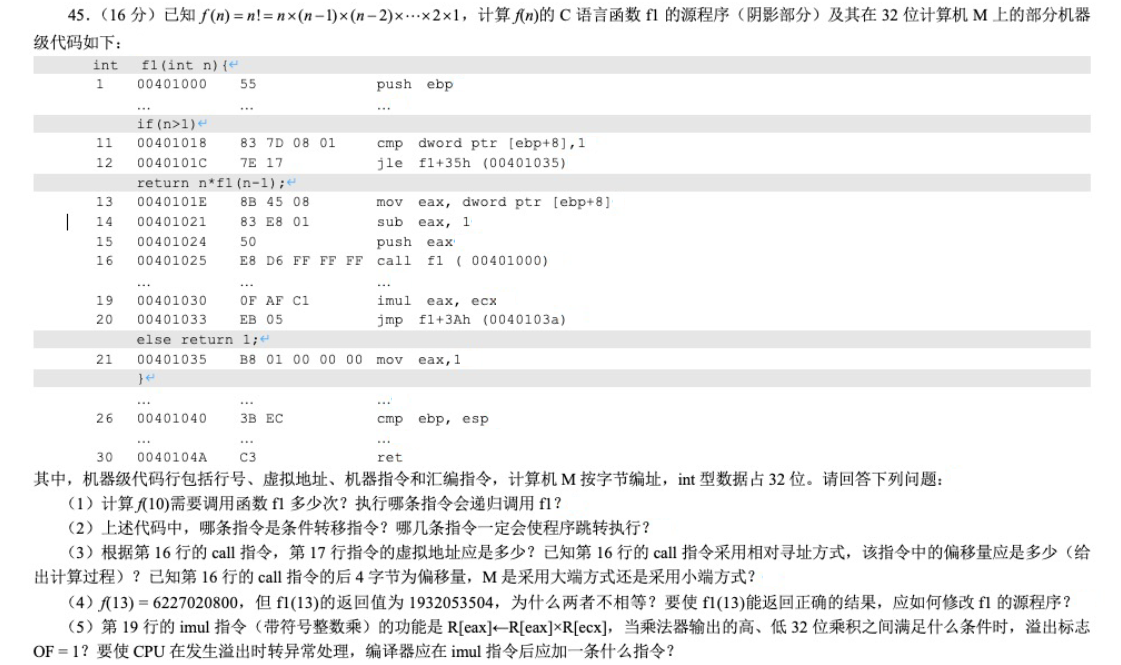 45.（16 分）已知 f(n) = n! = n×(n−1)×(n−2)×⋯×2×1，计算 f(n)的 C 语言函数 f1 的源程序（阴影部分）及其在 32 位计算机 M 上的部分机器
级代码如下：
int f1(int n){↵
1 00401000 55 push ebp
… … …
if(n>1)↵
11 00401018 83 7D 08 01 cmp dword ptr [ebp+8],1
12 0040101C 7E 17 jle f1+35h (00401035)
return n*f1(n-1);↵
13 0040101E 8B 45 08 mov eax, dword ptr [ebp+8]
14 00401021 83 E8 01 sub eax, 1
15 00401024 50 push eax
16 00401025 E8 D6 FF FF FF call f1 ( 00401000)
… … …
19 00401030 0F AF C1 imul eax, ecx
20 00401033 EB 05 jmp f1+3Ah (0040103a)
else return 1;↵
21 00401035 B8 01 00 00 00 mov eax,1
}↵
… … …
26 00401040 3B EC cmp ebp, esp
… … …
30 0040104A C3 ret
其中，机器级代码行包括行号、虚拟地址、机器指令和汇编指令，计算机 M 按字节编址，int 型数据占 32 位。请回答下列问题：
（1）计算 f(10)需要调用函数 f1 多少次？执行哪条指令会递归调用 f1？
（2）上述代码中，哪条指令是条件转移指令？哪几条指令一定会使程序跳转执行？
（3）根据第 16 行的 call 指令，第 17 行指令的虚拟地址应是多少？已知第 16 行的 call 指令采用相对寻址方式，该指令中的偏移量应是多少（给
出计算过程）？已知第 16 行的 call 指令的后 4 字节为偏移量，M 是采用大端方式还是采用小端方式？
（4）f(13) = 6227020800，但 f1(13)的返回值为 1932053504，为什么两者不相等？要使 f1(13)能返回正确的结果，应如何修改 f1 的源程序？
（5）第 19 行的 imul 指令（带符号整数乘）的功能是 R[eax]←R[eax]×R[ecx]，当乘法器输出的高、低 32 位乘积之间满足什么条件时，溢出标志
OF = 1？要使 CPU 在发生溢出时转异常处理，编译器应在 imul 指令后应加一条什么指令？